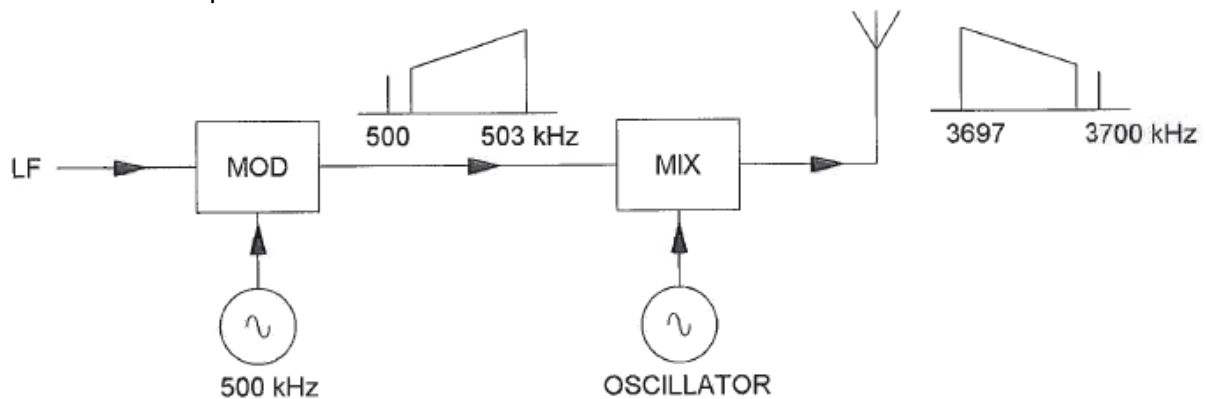 500 503 kHz
3697 3700 kHz
LF MOD MIX
500 kHz
OSCILLATOR